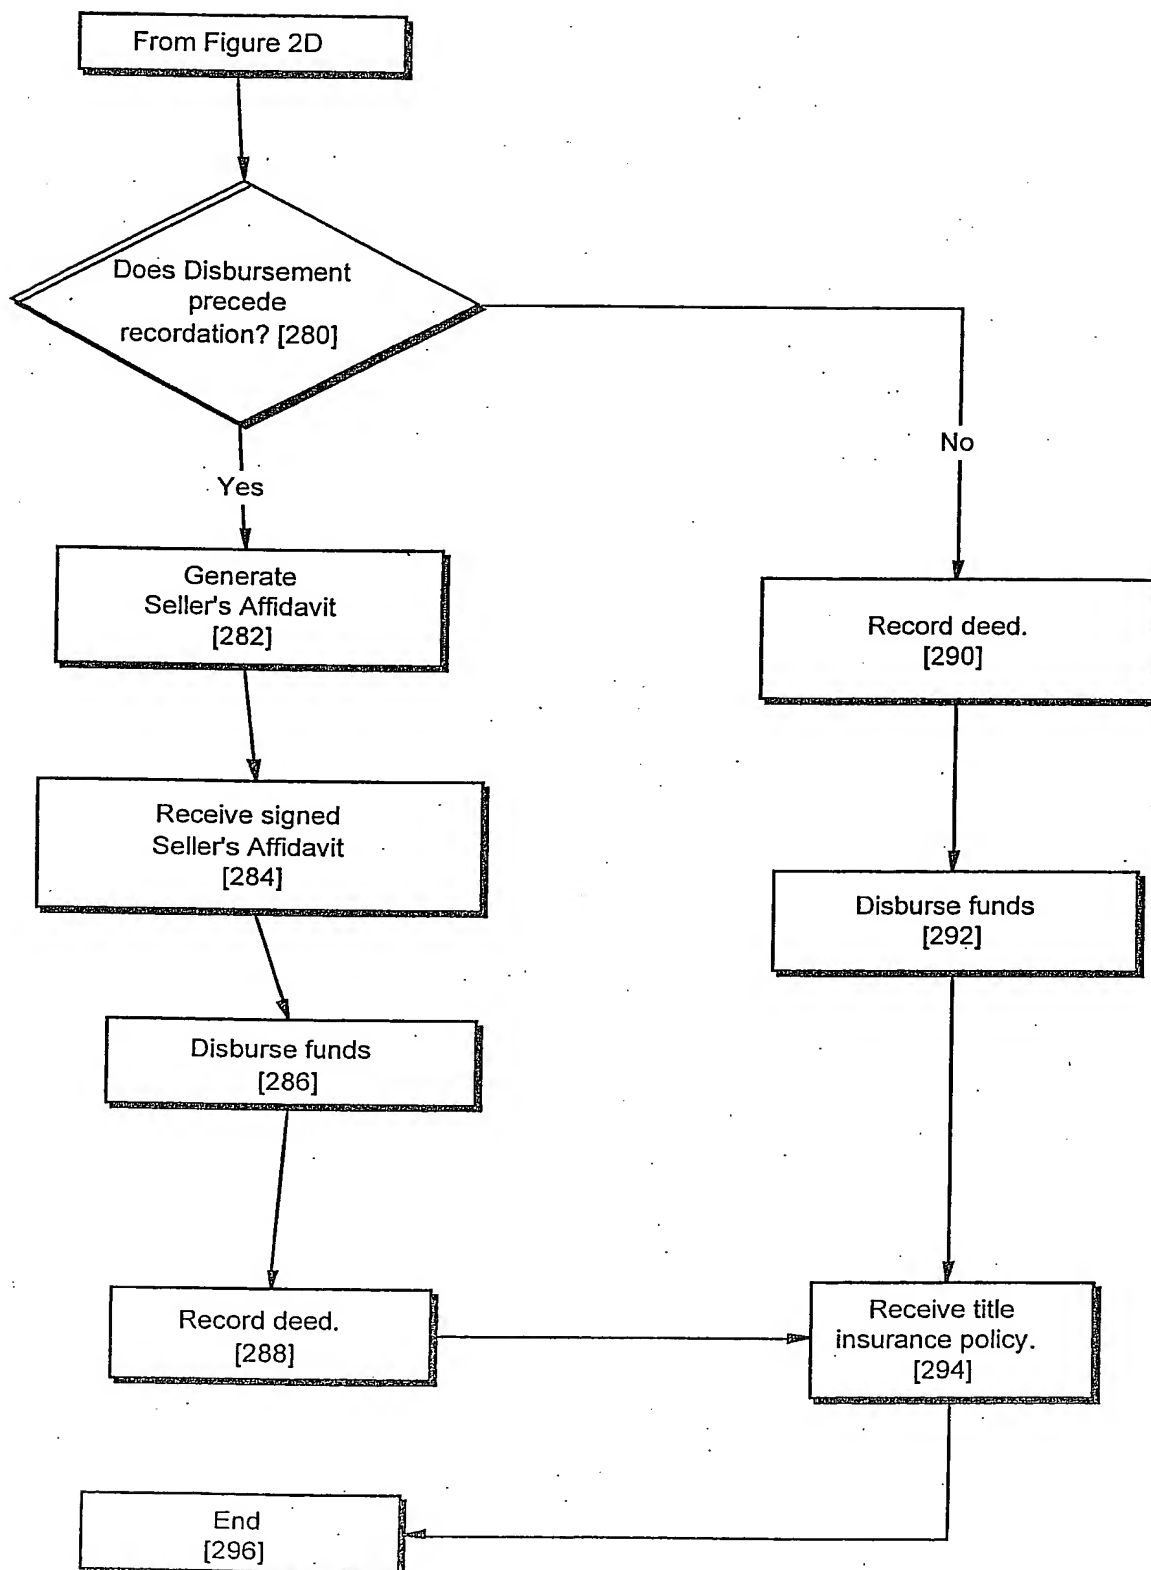 From Figure 2D
Does Disbursement
precede
recordation? [280]
No
Yes
Generate
Seller's Affidavit
[282]
Record deed.
[290]
Receive signed
Seller's Affidavit
[284]
Disburse funds
[292]
Disburse funds
[286]
Record deed.
[288]
Receive title
insurance policy.
[294]
End
[296]